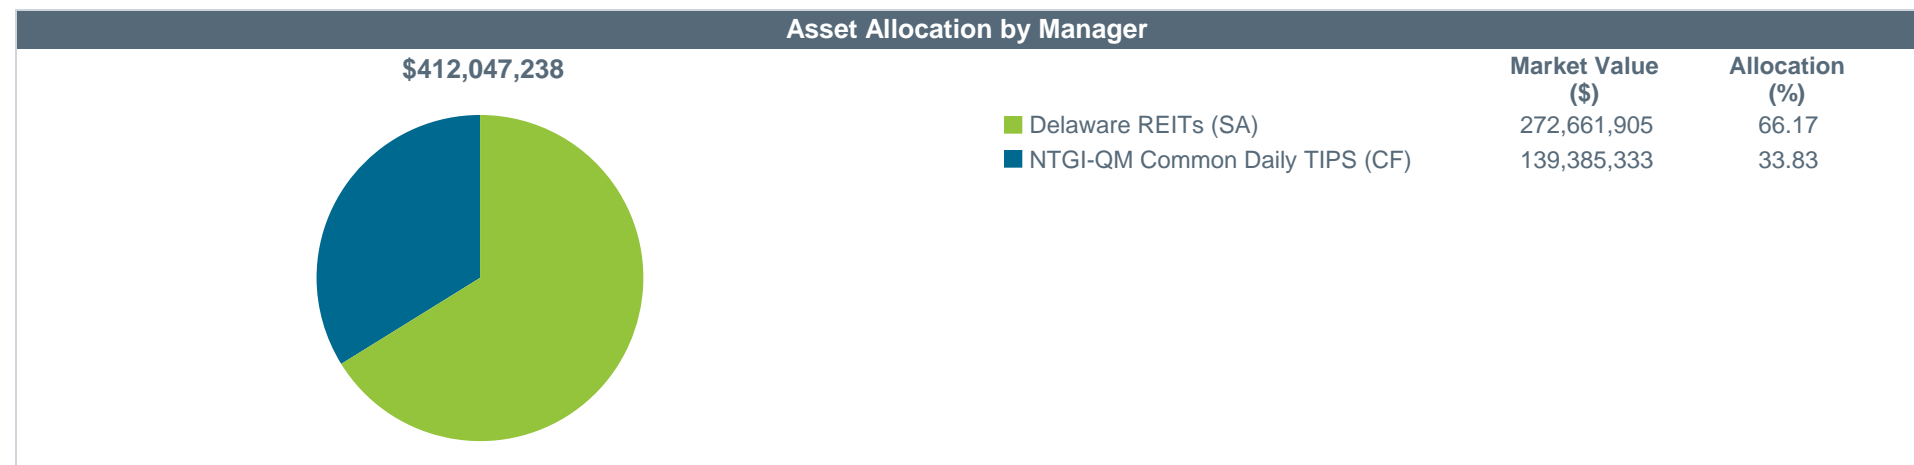 Asset Allocation by Manager
$412,047,238
Market Value Allocation
($) (%)
Delaware REITs (SA) 272,661,905 66.17
NTGI-QM Common Daily TIPS (CF) 139,385,333 33.83